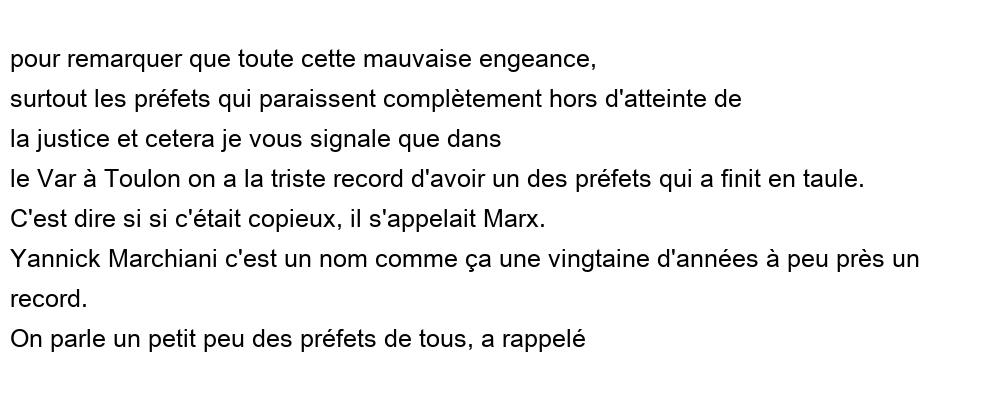 pour remarquer que toute cette mauvaise engeance,
surtout les préfets qui paraissent complètement hors d'atteinte de
la justice et cetera je vous signale que dans
le Var à Toulon on a la triste record d'avoir un des préfets qui a finit en taule.
C'est dire si si c'était copieux, il s'appelait Marx.
Yannick Marchiani c'est un nom comme ça une vingtaine d'années à peu près un
record.
On parle un petit peu des préfets de tous, a rappelé